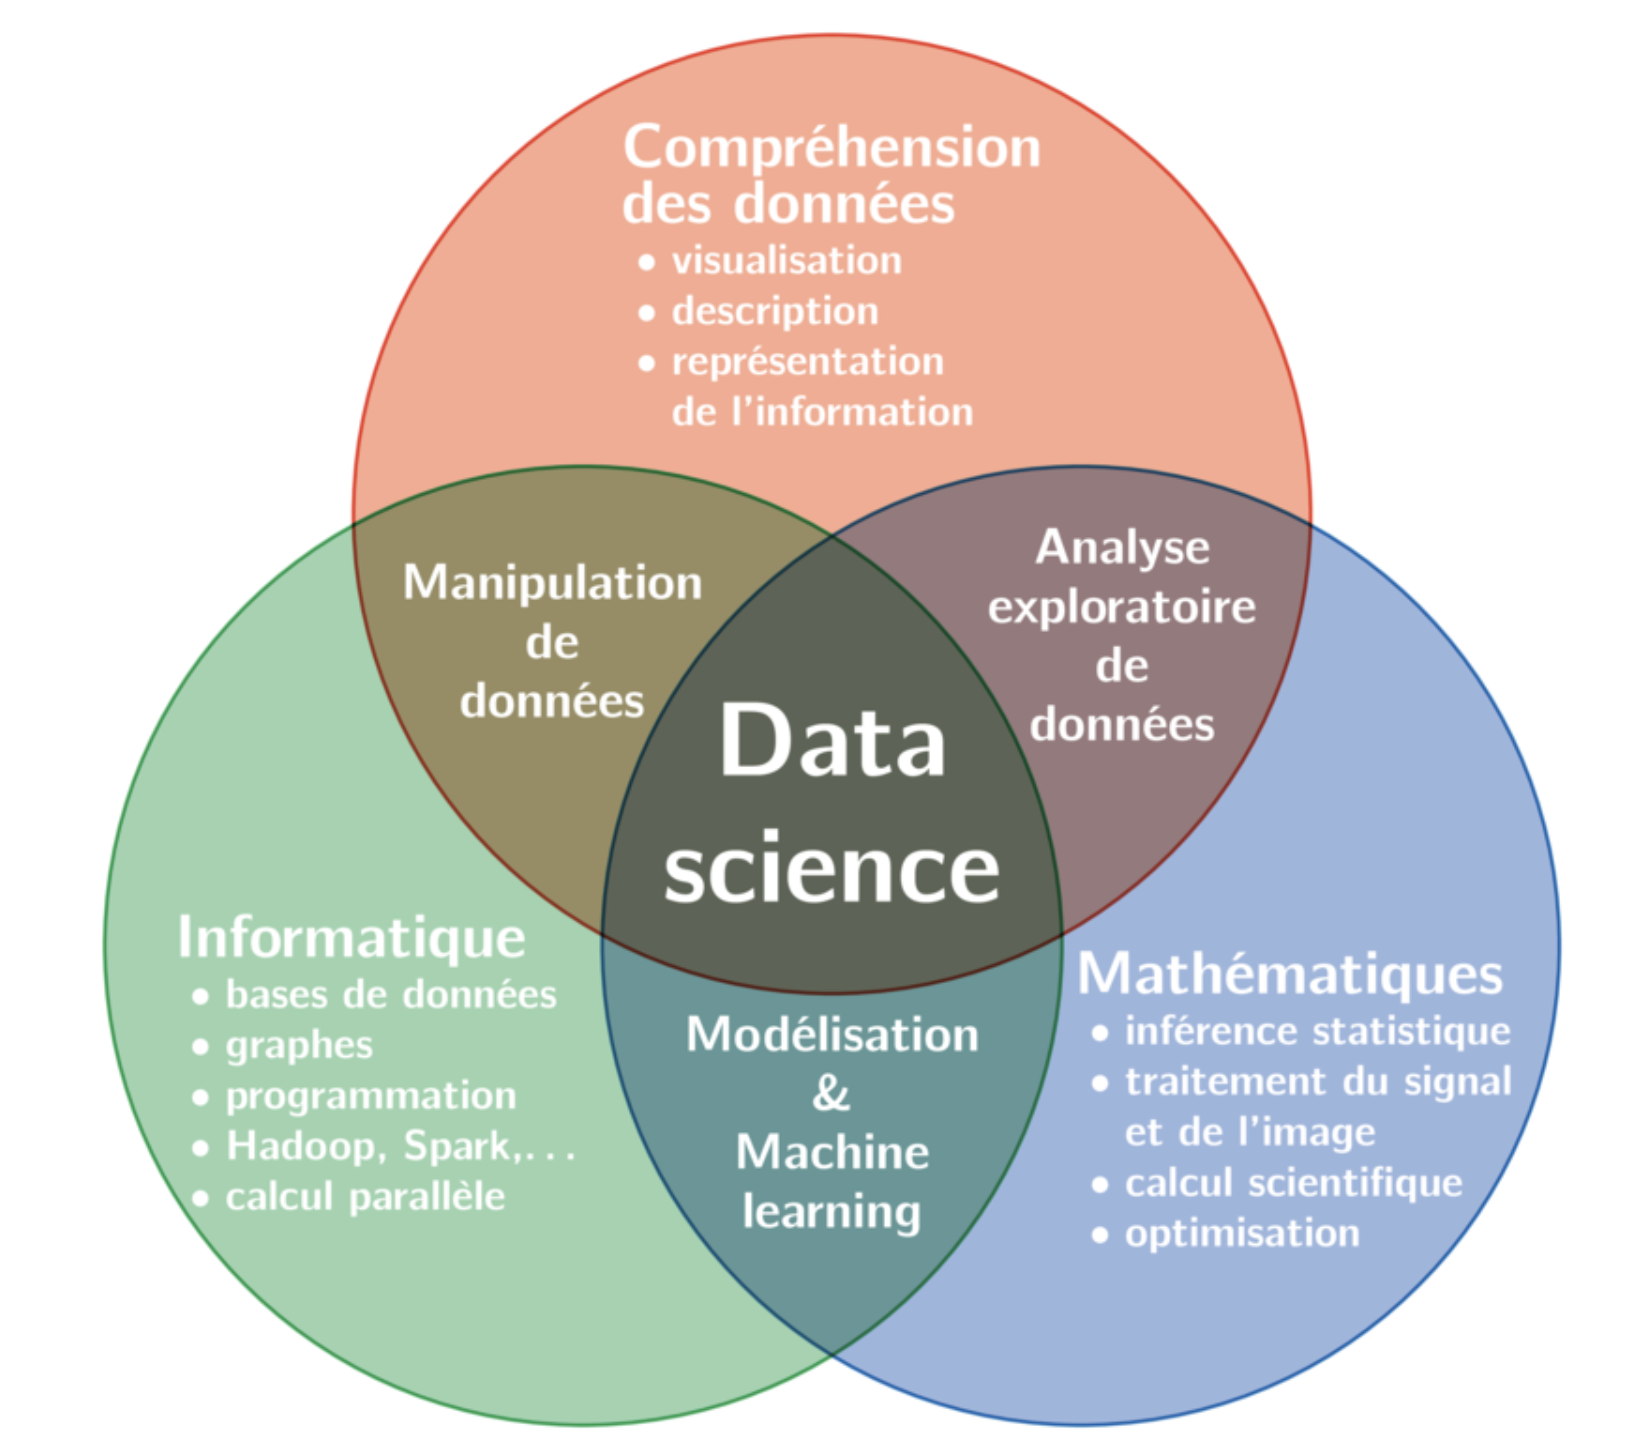 Compréhension
des données
• visualisation
• description
• représentation
de l'information
Manipulation
de
données
Analyse
exploratoire
de
données
Data
science
Informatique
• bases de données
• graphes
• programmation
• Hadoop, Spark,...
• calcul parallèle
Modélisation
&
Machine
learning
Mathématiques
• inférence statistique
• traitement du signal
et de l'image
• calcul scientifique
• optimisation